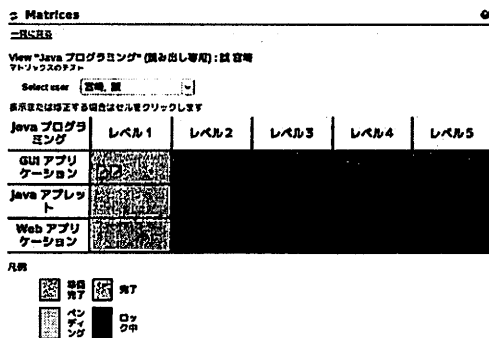 Matrices
一覧に戻る
View "Java プログラミング" (読み出し専用) : 誠 宮崎
マトリックスのテスト
Select user 宮崎, 誠
表示または修正する場合はセルをクリックします
Java プログラミング レベル 1 レベル2 レベル3 レベル4 レベル5
GUI アプリケーション
Java アプレット
Web アプリケーション
凡例
準備完了 完了
ペンディング ロック中